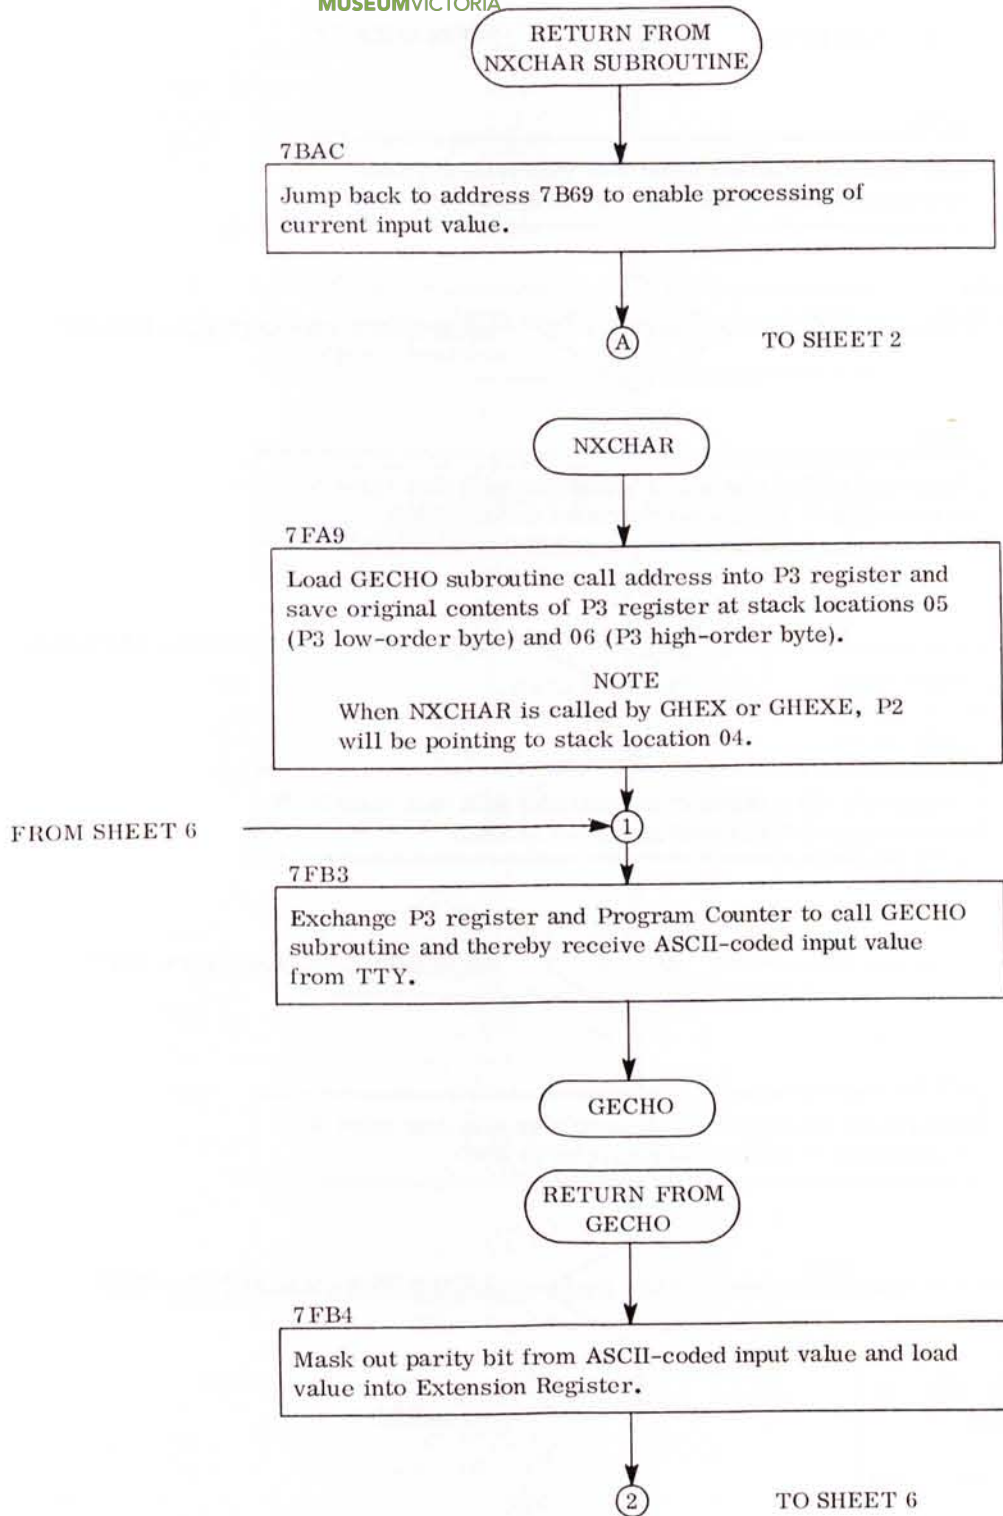 MUSEUMVICTORIA
RETURN FROM
NXCHAR SUBROUTINE
7BAC
Jump back to address 7B69 to enable processing of
current input value.
A
TO SHEET 2
NXCHAR
7FA9
Load GECHO subroutine call address into P3 register and
save original contents of P3 register at stack locations 05
(P3 low-order byte) and 06 (P3 high-order byte).
NOTE
When NXCHAR is called by GHEX or GHEXE, P2
will be pointing to stack location 04.
FROM SHEET 6
1
7FB3
Exchange P3 register and Program Counter to call GECHO
subroutine and thereby receive ASCII-coded input value
from TTY.
GECHO
RETURN FROM
GECHO
7FB4
Mask out parity bit from ASCII-coded input value and load
value into Extension Register.
2
TO SHEET 6